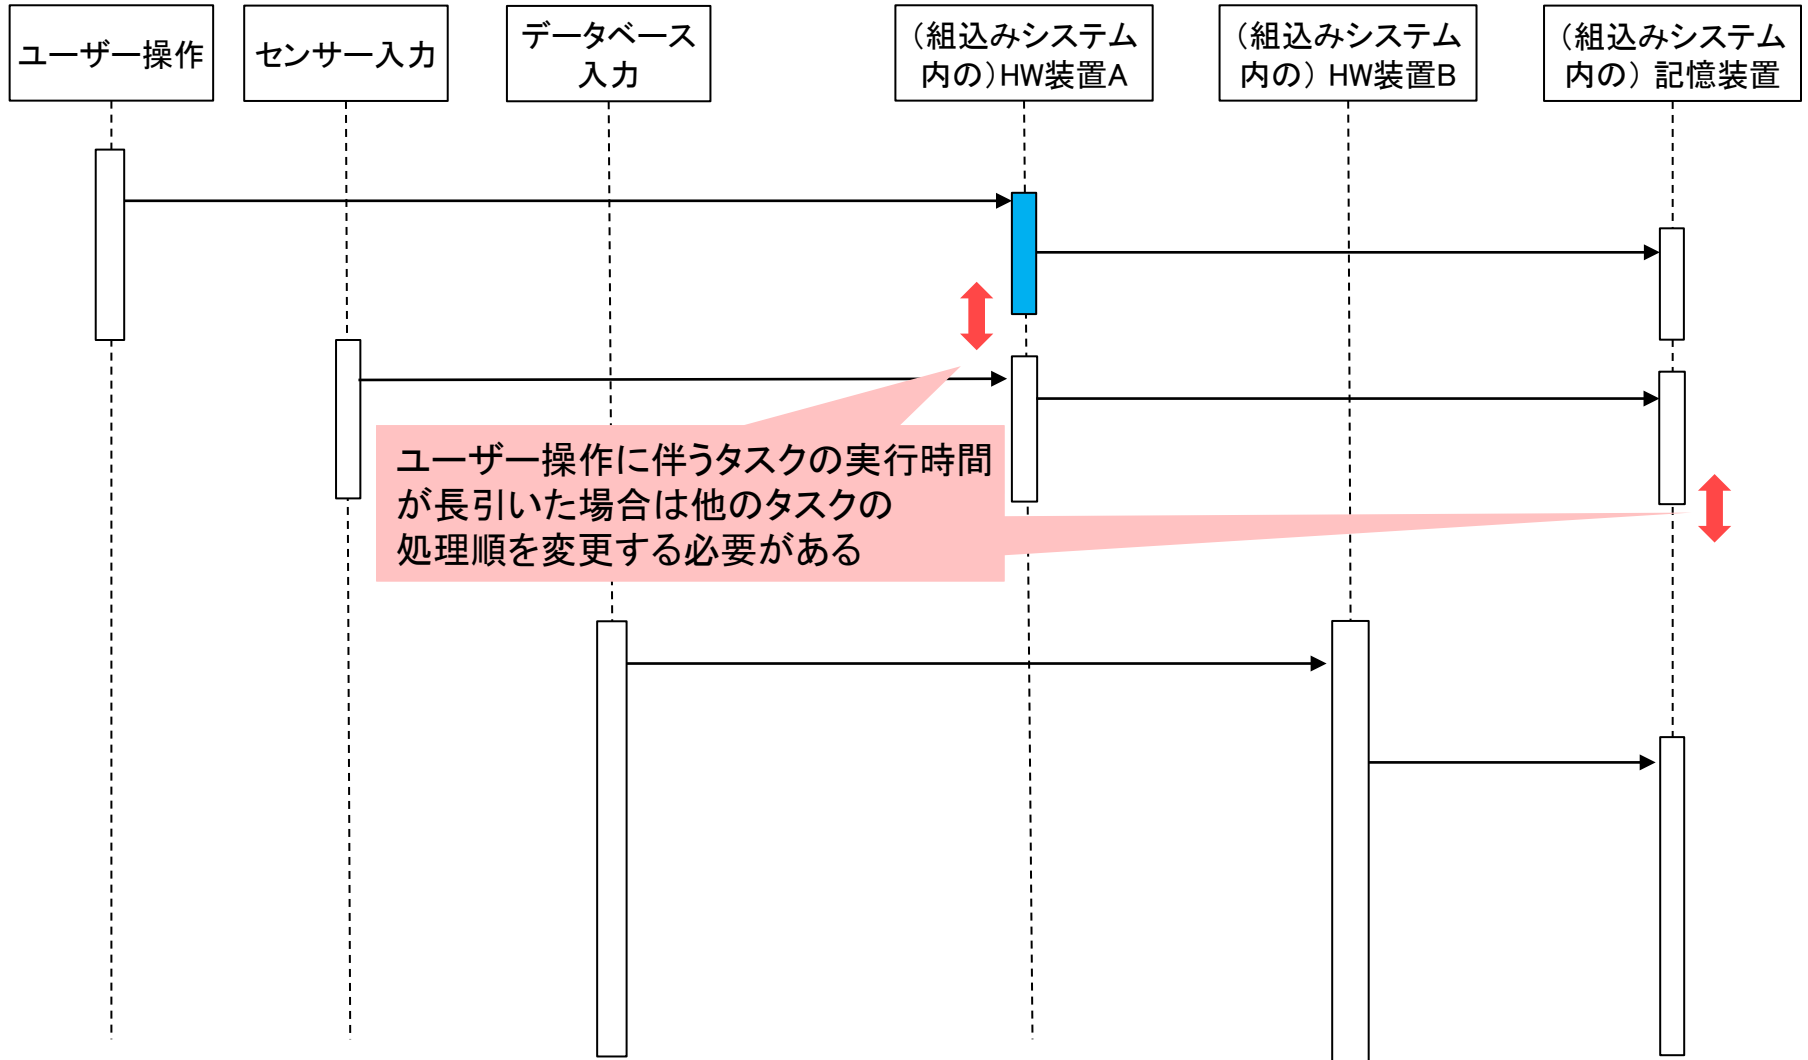 ユーザー操作
センサー入力
データベース
入力
（組込みシステム
内の）HW装置A
（組込みシステム
内の） HW装置B
（組込みシステム
内の） 記憶装置
ユーザー操作に伴うタスクの実行時間
が長引いた場合は他のタスクの
処理順を変更する必要がある